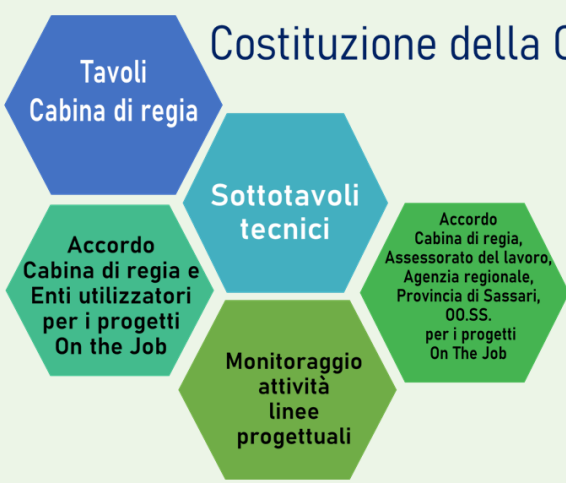 Costituzione della
Tavoli
Cabina di regia
Sottotavoli
tecnici
Accordo
Cabina di regia e
Enti utilizzatori
per i progetti
On the Job
Accordo
Cabina di regia,
Assessorato del lavoro,
Agenzia regionale,
Provincia di Sassari,
OO.SS.
per i progetti
On The Job
Monitoraggio
attività
linee
progettuali